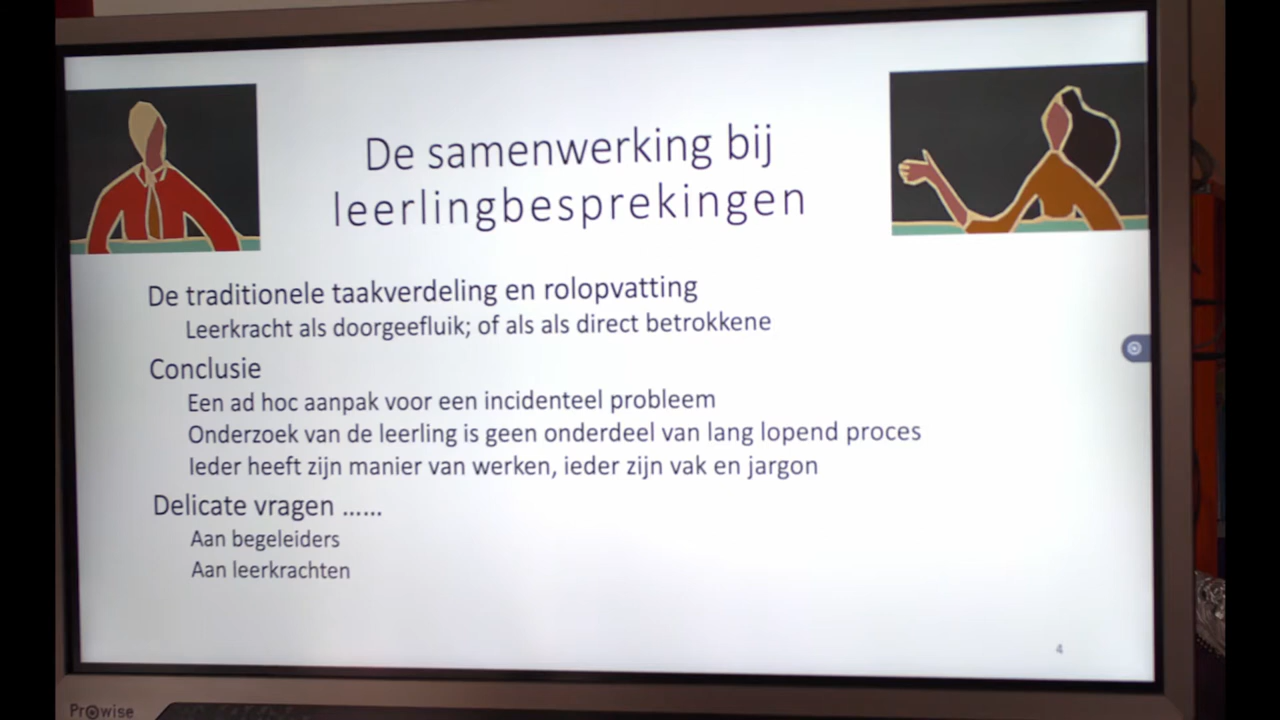 De samenwerking bij
leerlingbesprekingen
De traditionele taakverdeling en rolopvatting
Leerkracht als doorgeefluik; of als als direct betrokkene
Conclusie
Een ad hoc aanpak voor een incidenteel probleem
Onderzoek van de leerling is geen onderdeel van lang lopend proces
Ieder heeft zijn manier van werken, ieder zijn vak en jargon
Delicate vragen ......
Aan begeleiders
Aan leerkrachten
4
Prowise